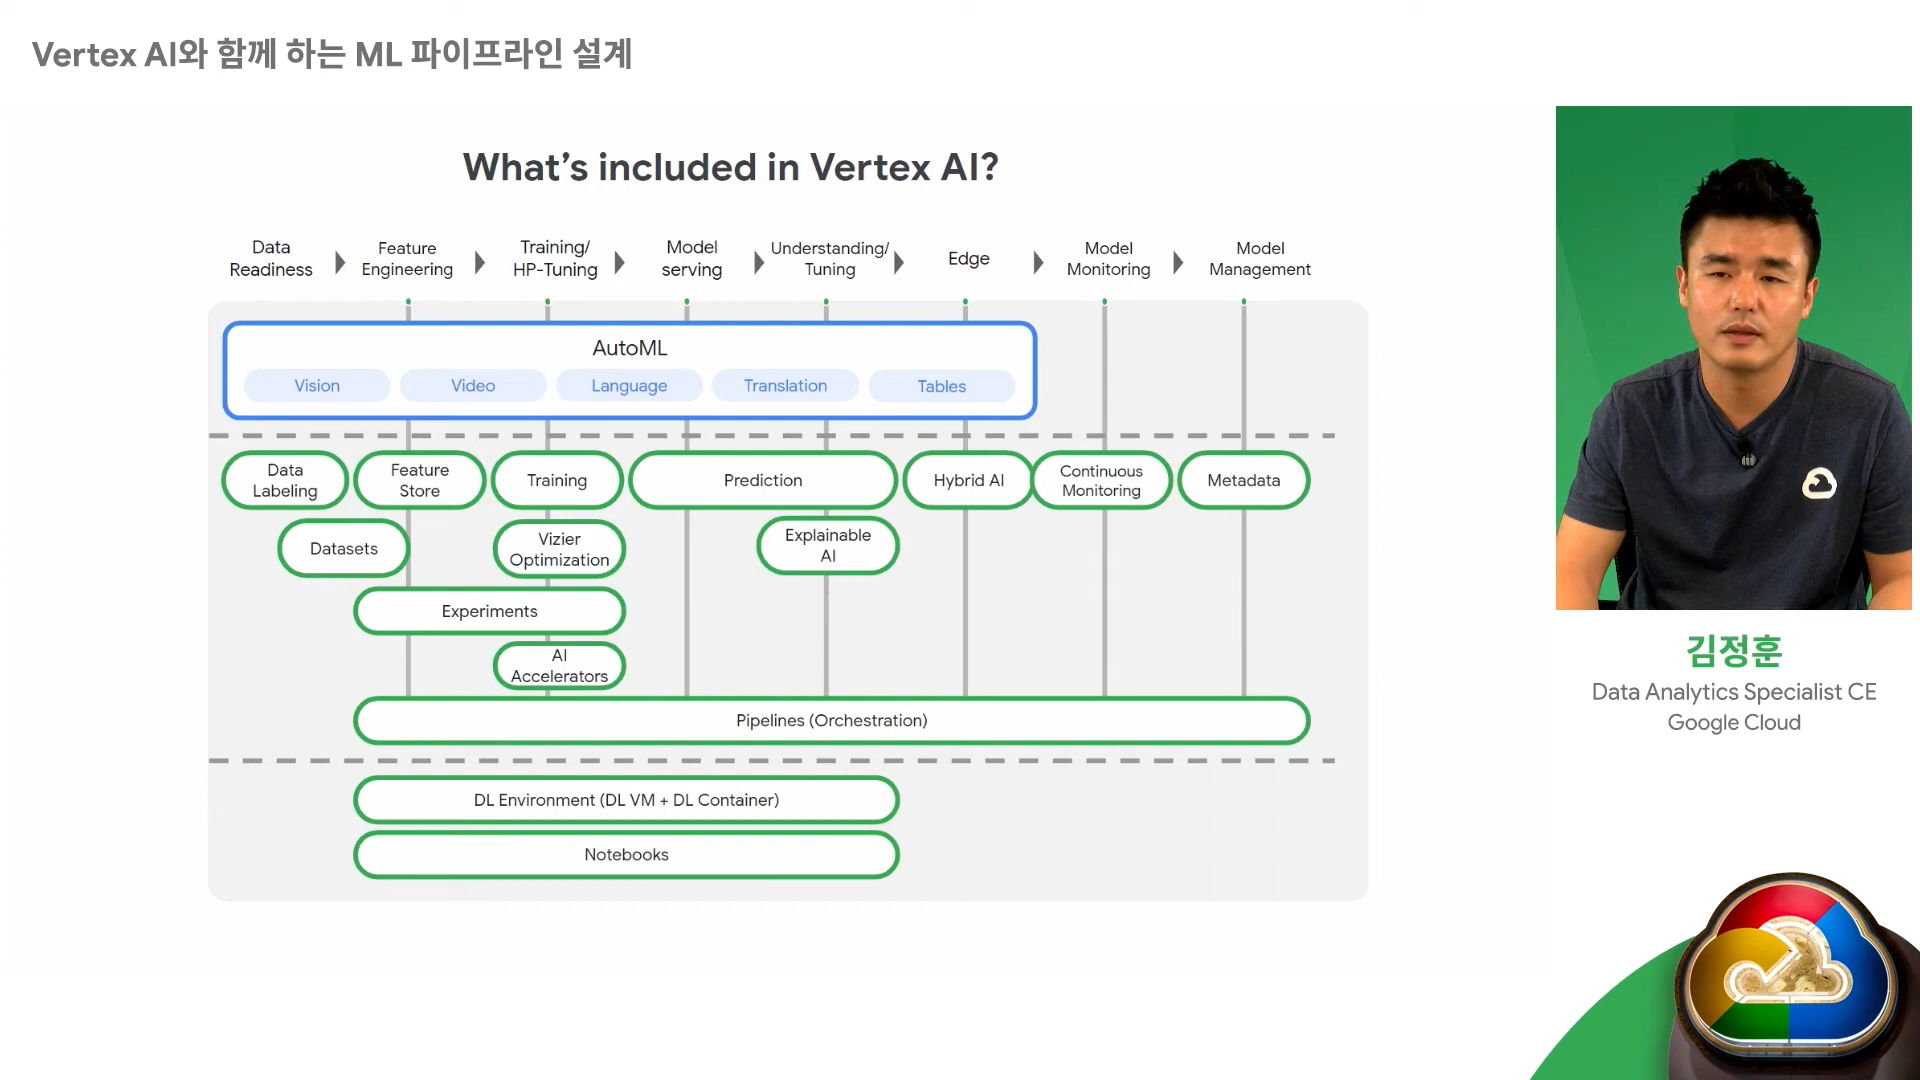 Vertex AI와 함께 하는 ML 파이프라인 설계
What's included in Vertex AI?
Data
Readiness
Feature
Engineering
Training/
HP-Tuning
Model
serving
Understanding/
Tuning
Edge
Model
Monitoring
Model
Management
AutoML
Vision
Video
Language
Translation
Tables
Data
Labeling
Feature
Store
Training
Prediction
Hybrid AI
Continuous
Monitoring
Metadata
Datasets
Vizier
Optimization
Explainable
AI
Experiments
AI
Accelerators
Pipelines (Orchestration)
DL Environment (DL VM + DL Container)
Notebooks
김정훈
Data Analytics Specialist CE
Google Cloud